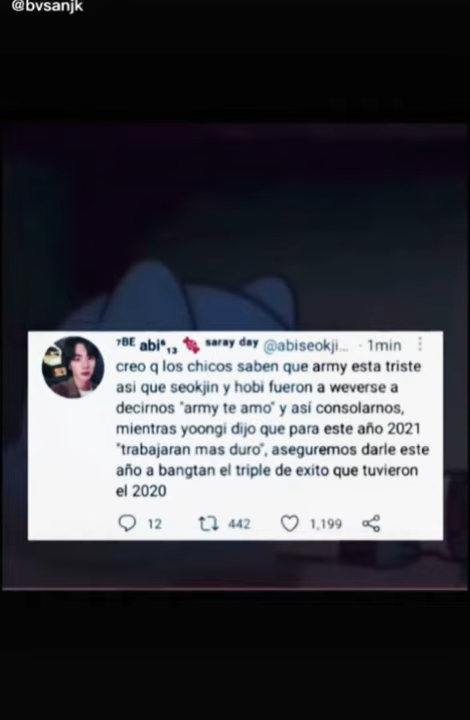 @bvsanjk
⁷BE abi⁶₁₃ saray day @abiseokji... · 1min
creo q los chicos saben que army esta triste
asi que seokjin y hobi fueron a weverse a
decirnos "army te amo" y así consolarnos,
mientras yoongi dijo que para este año 2021
"trabajaran mas duro", aseguremos darle este
año a bangtan el triple de exito que tuvieron
el 2020
12 442 1,199